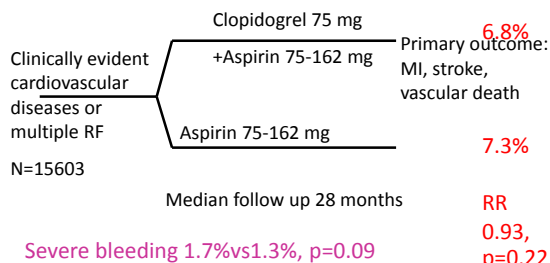 Clopidogrel 75 mg
+Aspirin 75-162 mg
6.8%
Primary outcome:
MI, stroke,
vascular death
Clinically evident
cardiovascular
diseases or
multiple RF
N=15603
Aspirin 75-162 mg
7.3%
Median follow up 28 months
RR
0.93,
p=0.22
Severe bleeding 1.7%vs1.3%, p=0.09